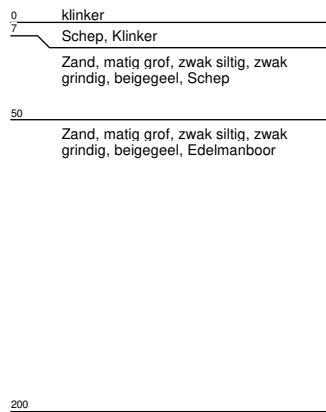 0 klinker
7 Schep, Klinker
Zand, matig grof, zwak siltig, zwak
grindig, beigegeel, Schep
50
Zand, matig grof, zwak siltig, zwak
grindig, beigegeel, Edelmanboor
200